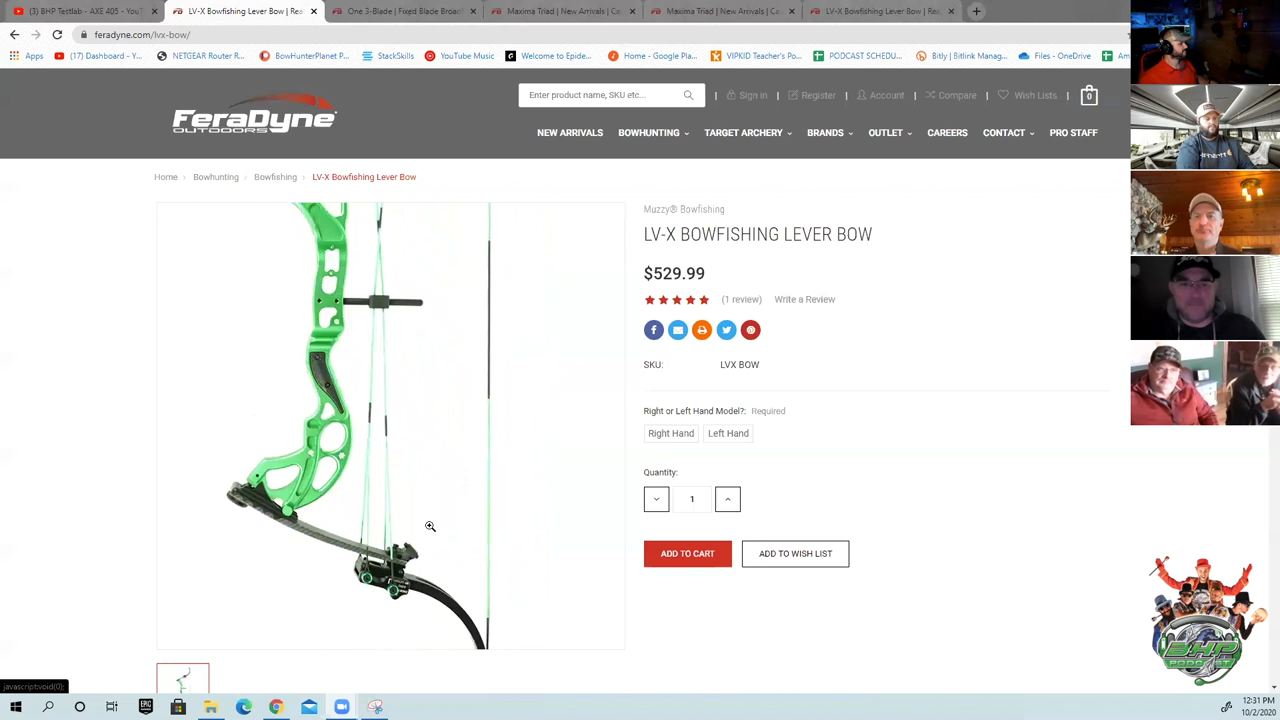 (3) BHP Testlab - AXE 405 - YouT
LV-X Bowfishing Lever Bow | Rea
One 3-Blade | Fixed Blade Broad
Maxima Triad | New Arrivals | Ca
Maxima Triad | New Arrivals | Ca
LV-X Bowfishing Lever Bow | Rea
feradyne.com/lvx-bow/
Apps
(17) Dashboard - Y...
NETGEAR Router R...
BowHunterPlanet P...
StackSkills
YouTube Music
Welcome to Epide...
Home - Google Pla...
VIPKID Teacher's Po...
PODCAST SCHEDU...
Bitly | Bitlink Manag...
Files - OneDrive
Am
FERADYNE
OUTDOORS
Enter product name, SKU etc...
Sign in
Register
Account
Compare
Wish Lists
0
NEW ARRIVALS
BOWHUNTING
TARGET ARCHERY
BRANDS
OUTLET
CAREERS
CONTACT
PRO STAFF
Home
Bowhunting
Bowfishing
LV-X Bowfishing Lever Bow
Muzzy® Bowfishing
LV-X BOWFISHING LEVER BOW
$529.99
(1 review)
Write a Review
SKU:
LVX BOW
Right or Left Hand Model?: Required
Right Hand
Left Hand
Quantity:
1
ADD TO CART
ADD TO WISH LIST
BHP
PODCAST
javascript:void(0);
EPIC
12:31 PM
10/2/2020